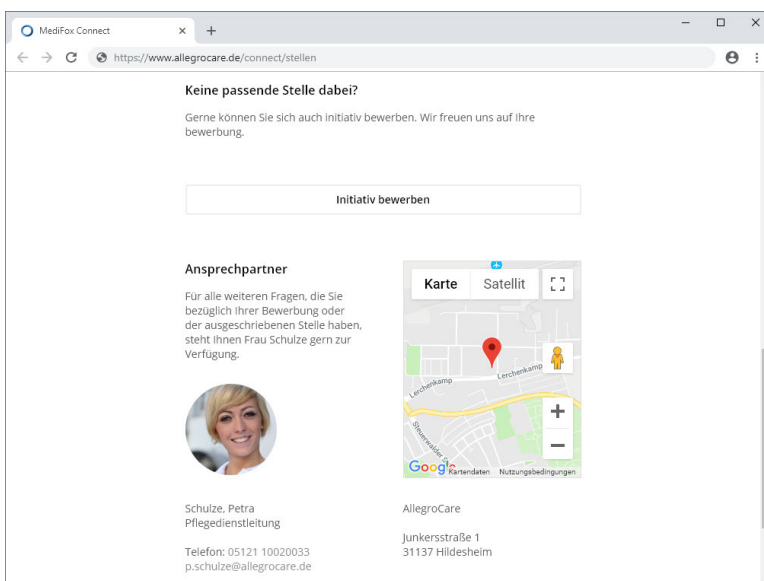 MediFox Connect
https://www.allegrocare.de/connect/stellen
Keine passende Stelle dabei?
Gerne können Sie sich auch initiativ bewerben. Wir freuen uns auf Ihre
bewerbung.
Initiativ bewerben
Ansprechpartner
Für alle weiteren Fragen, die Sie
bezüglich Ihrer Bewerbung oder
der ausgeschriebenen Stelle haben,
steht Ihnen Frau Schulze gern zur
Verfügung.
Schulze, Petra
Pflegedienstleitung
Telefon: 05121 10020033
p.schulze@allegrocare.de
Karte Satellit
Lerchenkamp
Lerchenkamp
Steuerwalder
Google Kartendaten Nutzungsbedingungen
AllegroCare
Junkersstraße 1
31137 Hildesheim